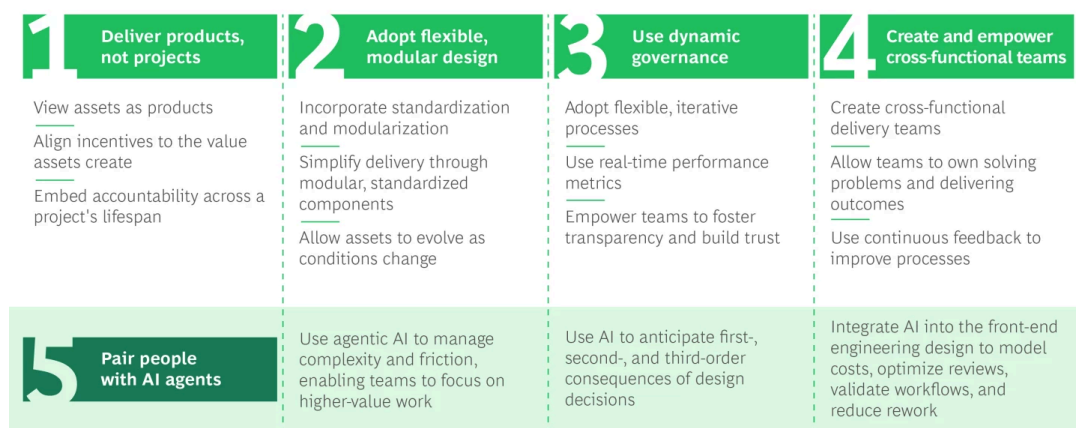 1
Deliver products,
not projects
View assets as products
Align incentives to the value
assets create
Embed accountability across a
project's lifespan
2
Adopt flexible,
modular design
Incorporate standardization
and modularization
Simplify delivery through
modular, standardized
components
Allow assets to evolve as
conditions change
3
Use dynamic
governance
Adopt flexible, iterative
processes
Use real-time performance
metrics
Empower teams to foster
transparency and build trust
4
Create and empower
cross-functional teams
Create cross-functional
delivery teams
Allow teams to own solving
problems and delivering
outcomes
Use continuous feedback to
improve processes
5
Pair people
with AI agents
Use agentic AI to manage
complexity and friction,
enabling teams to focus on
higher-value work
Use AI to anticipate first-,
second-, and third-order
consequences of design
decisions
Integrate AI into the front-end
engineering design to model
costs, optimize reviews,
validate workflows, and
reduce rework